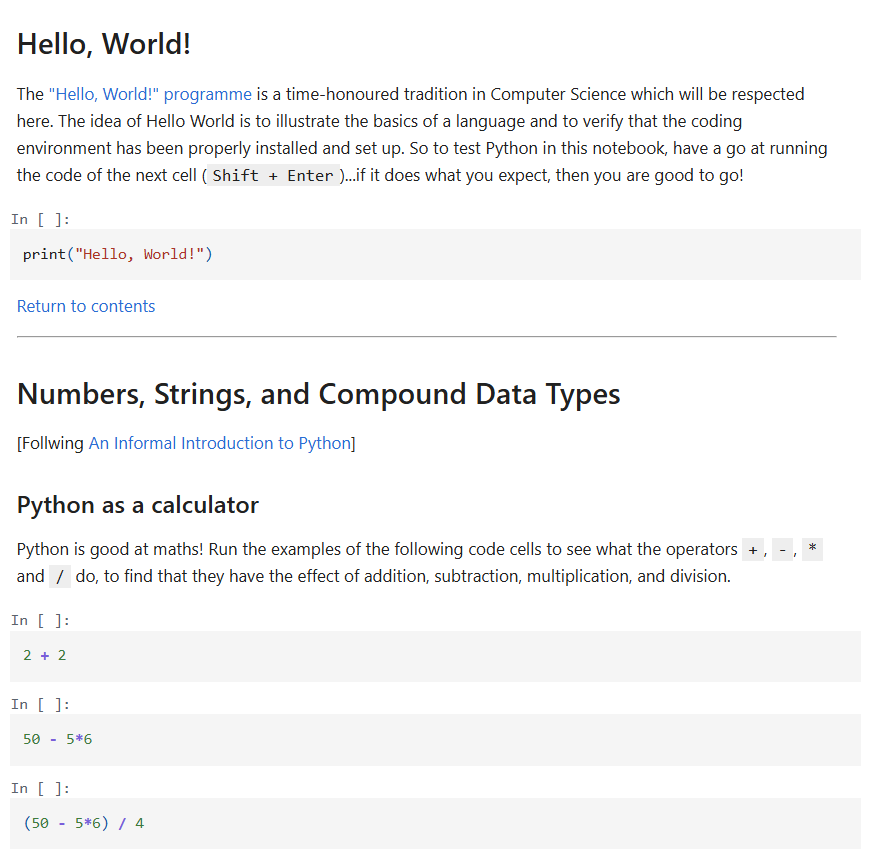 Hello, World!
The "Hello, World!" programme is a time-honoured tradition in Computer Science which will be respected
here. The idea of Hello World is to illustrate the basics of a language and to verify that the coding
environment has been properly installed and set up. So to test Python in this notebook, have a go at running
the code of the next cell ( Shift + Enter )...if it does what you expect, then you are good to go!
In [ ]:
print("Hello, World!")
Return to contents
Numbers, Strings, and Compound Data Types
[Follwing An Informal Introduction to Python]
Python as a calculator
Python is good at maths! Run the examples of the following code cells to see what the operators + , - , *
and / do, to find that they have the effect of addition, subtraction, multiplication, and division.
In [ ]:
2 + 2
In [ ]:
50 - 5*6
In [ ]:
(50 - 5*6) / 4